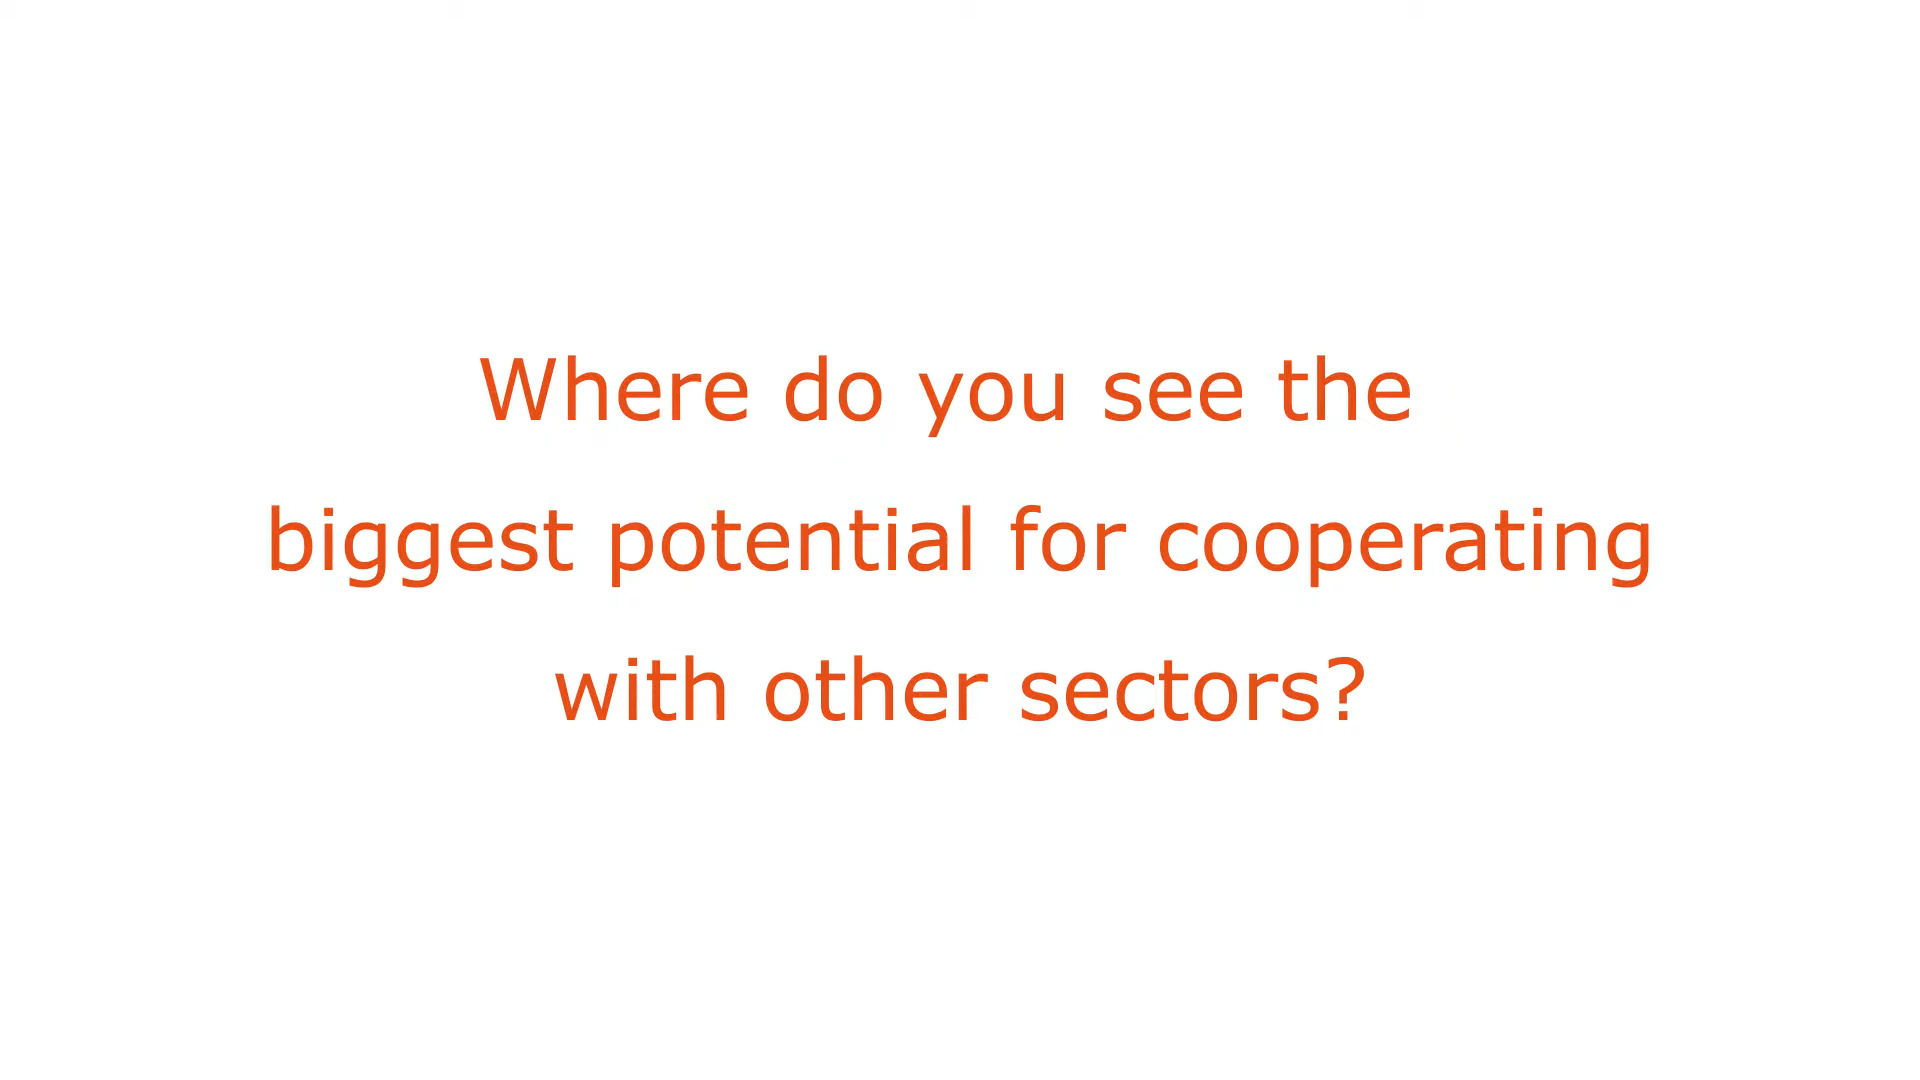 Where do you see the
biggest potential for cooperating
with other sectors?